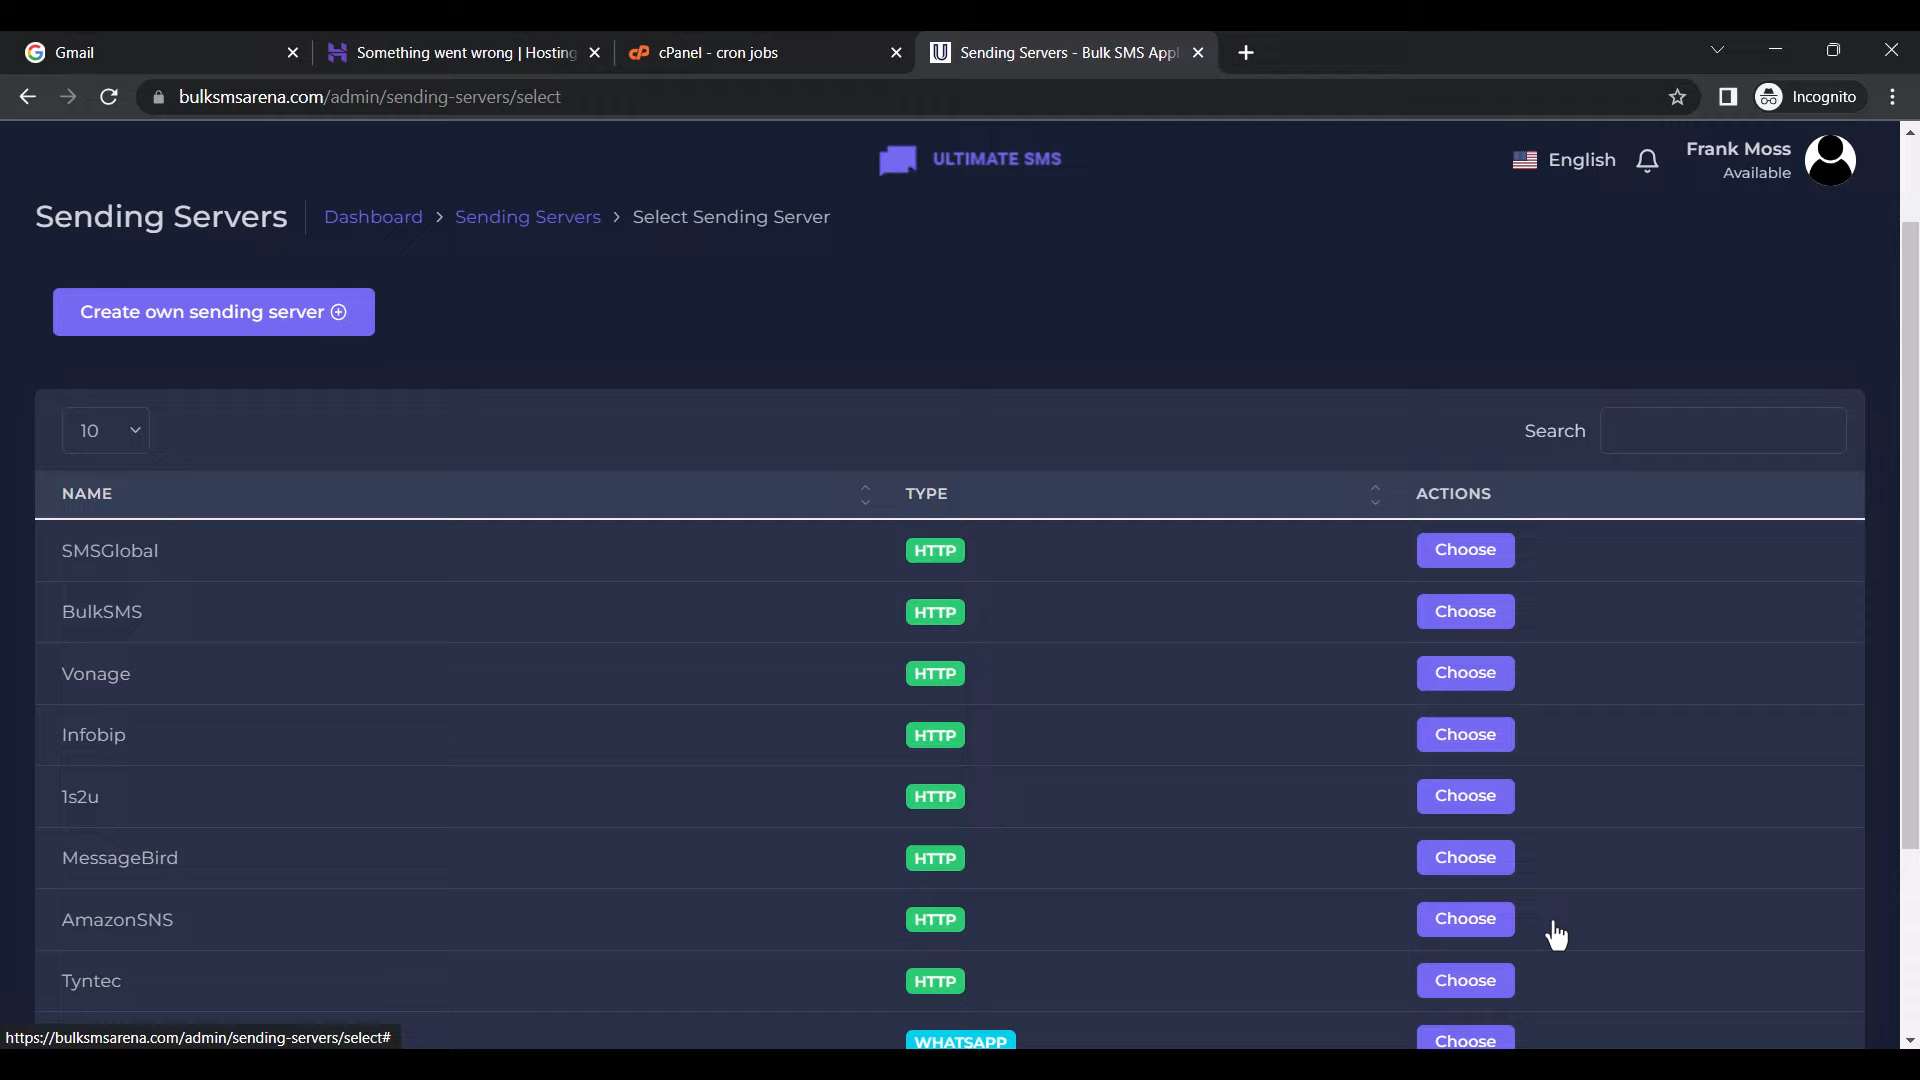 Gmail
Something went wrong | Hosting
cPanel - cron jobs
Sending Servers - Bulk SMS Appl
bulksmsarena.com/admin/sending-servers/select
Incognito
ULTIMATE SMS
English
Frank Moss
Available
Sending Servers
Dashboard > Sending Servers > Select Sending Server
Create own sending server
10
Search
NAME TYPE ACTIONS
SMSGlobal HTTP Choose
BulkSMS HTTP Choose
Vonage HTTP Choose
Infobip HTTP Choose
1s2u HTTP Choose
MessageBird HTTP Choose
AmazonSNS HTTP Choose
Tyntec HTTP Choose
WHATSAPP Choose
https://bulksmsarena.com/admin/sending-servers/select#